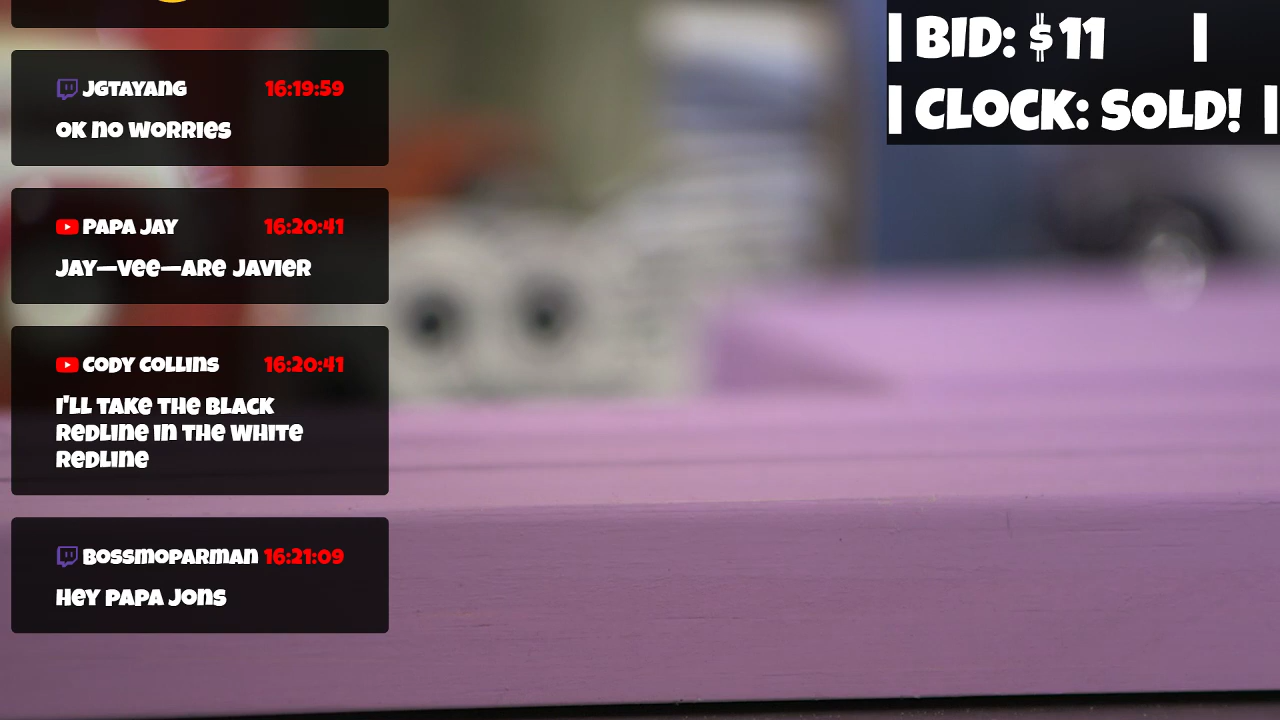 JGTAYANG 16:19:59
OK NO WORRIES
PAPA JAY 16:20:41
JAY—VEE—ARE JAVIER
CODY COLLINS 16:20:41
I'LL TAKE THE BLACK
REDLINE IN THE WHITE
REDLINE
BOSSMOPARMAN 16:21:09
HEY PAPA JONS
| BID: $11 |
| CLOCK: SOLD! |